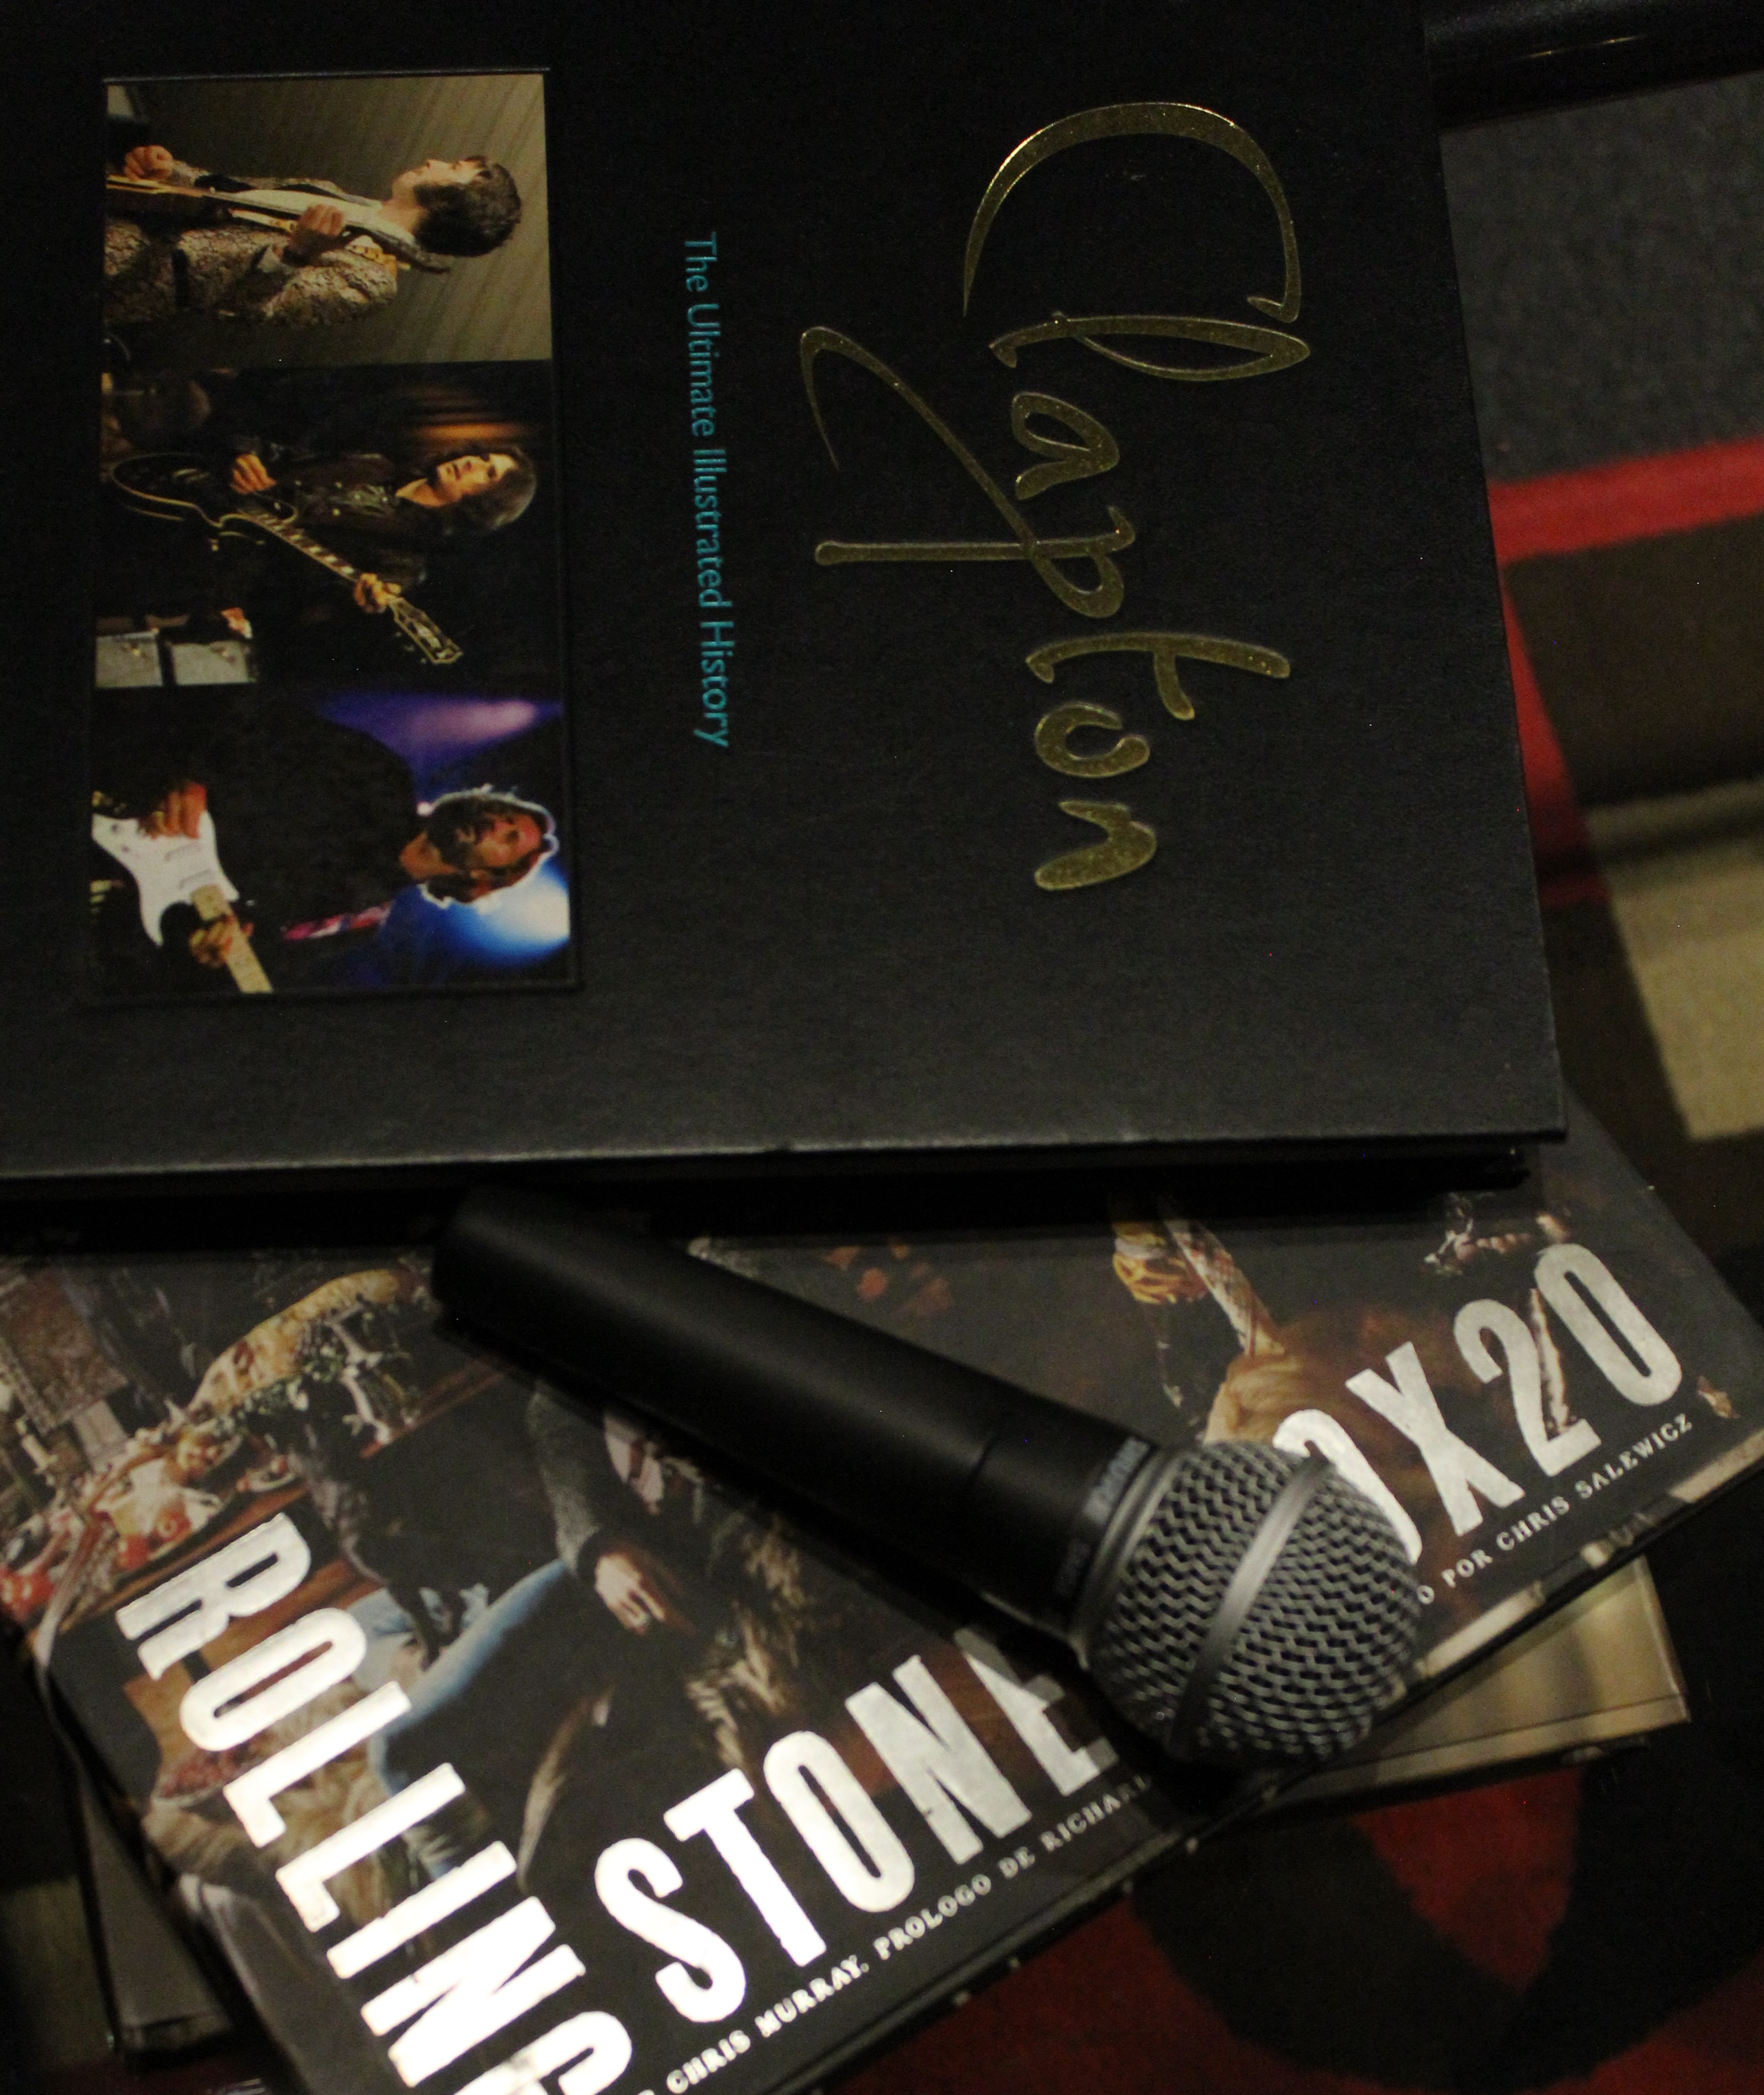 Clapton
The Ultimate Illustrated History
ROLLING
STONE
X20
CHRIS MURRAY. PROLOGO DE
POR CHRIS SALEWICZ